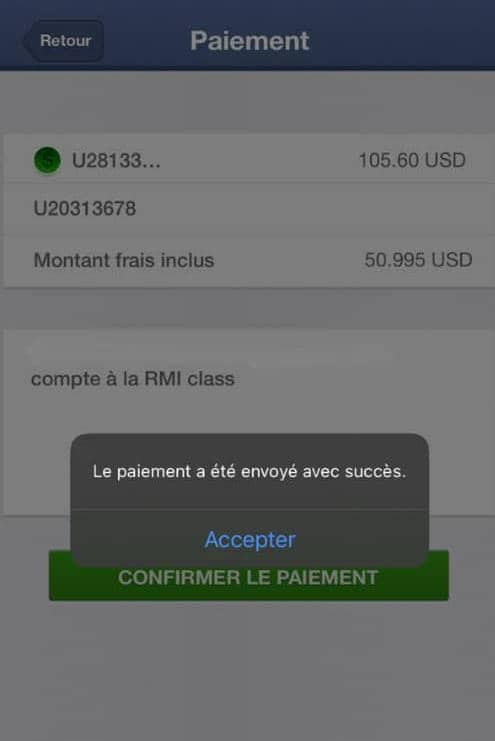 Retour
Paiement
U28133...
105.60 USD
U20313678
Montant frais inclus
50.995 USD
compte à la RMI class
Le paiement a été envoyé avec succès.
Accepter
CONFIRMER LE PAIEMENT